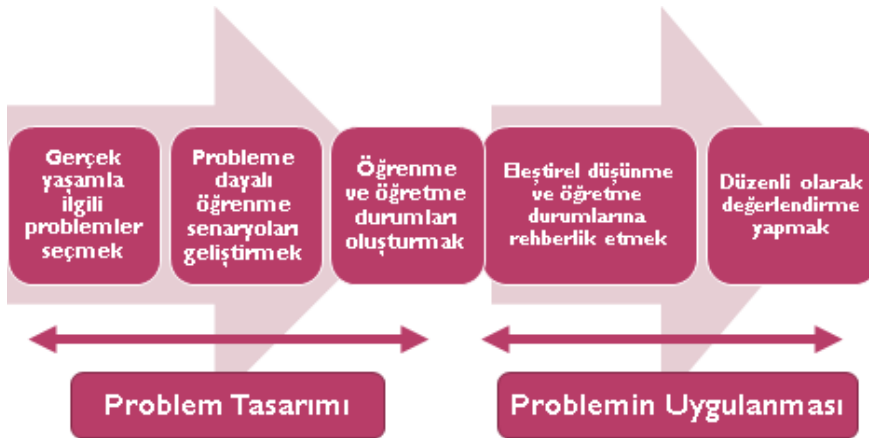 Gerçek
yaşamla
ilgili
problemler
seçmek
Probleme
dayalı
öğrenme
senaryoları
geliştirmek
Öğrenme
ve öğretme
durumları
oluşturmak
Eleştirel düşünme
ve öğretme
durumlarına
rehberlik etmek
Düzenli olarak
değerlendirme
yapmak
Problem Tasarımı
Problemin Uygulanması